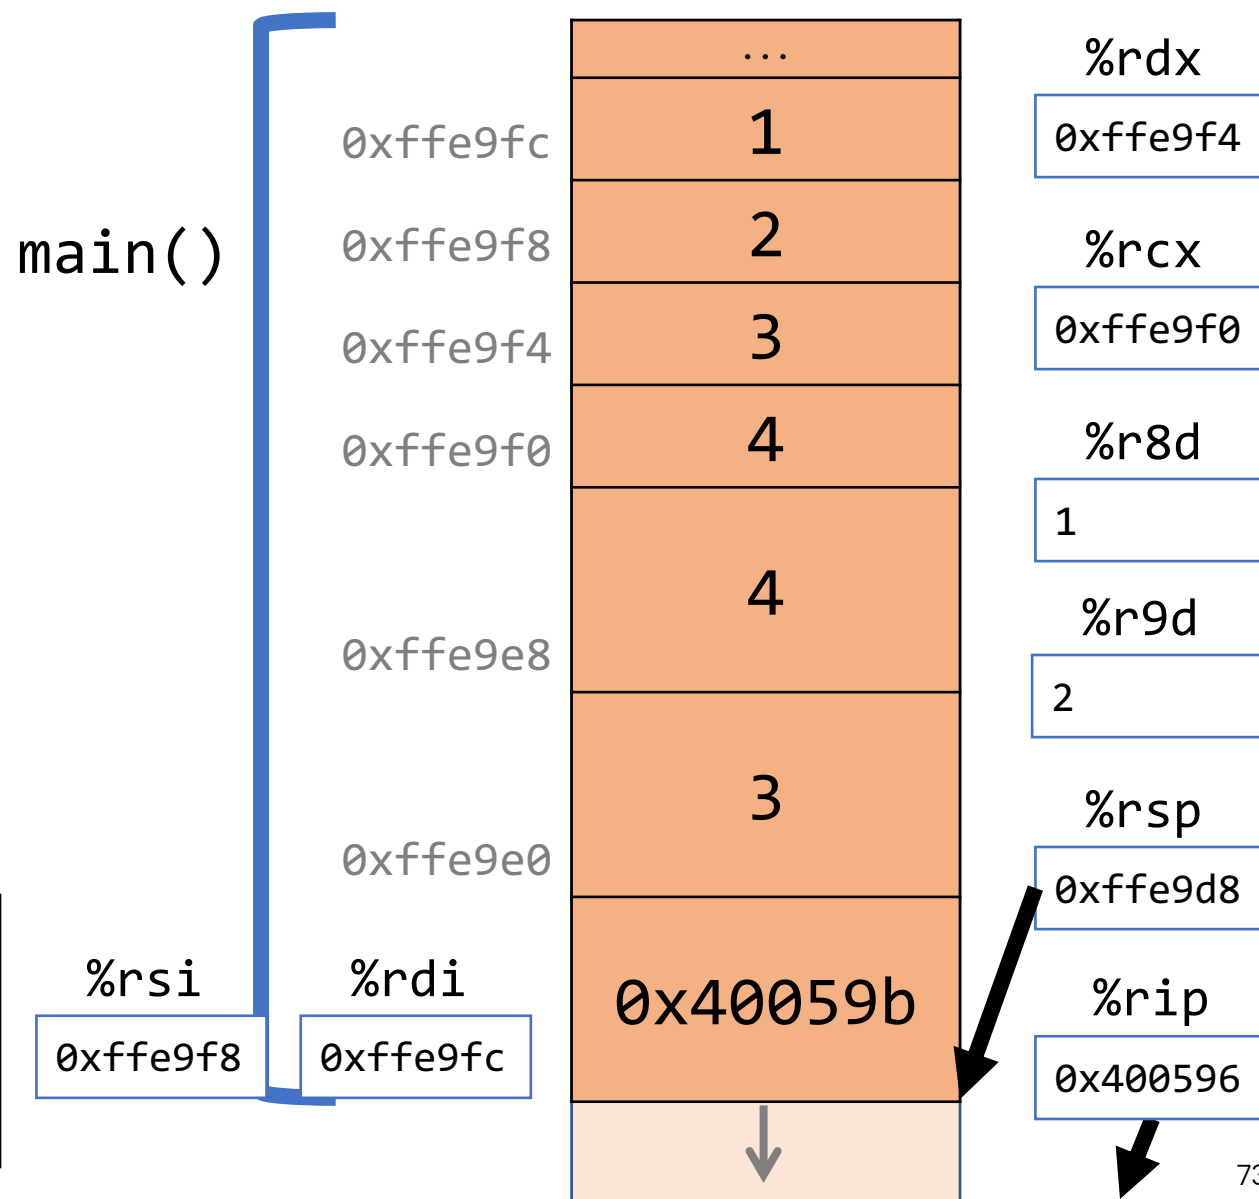 ...
%rdx
0xffe9fc
1
0xffe9f4
main()
0xffe9f8
2
%rcx
0xffe9f4
3
0xffe9f0
0xffe9f0
4
%r8d
1
4
%r9d
0xffe9e8
2
3
%rsp
0xffe9e0
0xffe9d8
%rsi
%rdi
0x40059b
%rip
0xffe9f8
0xffe9fc
0x400596
73